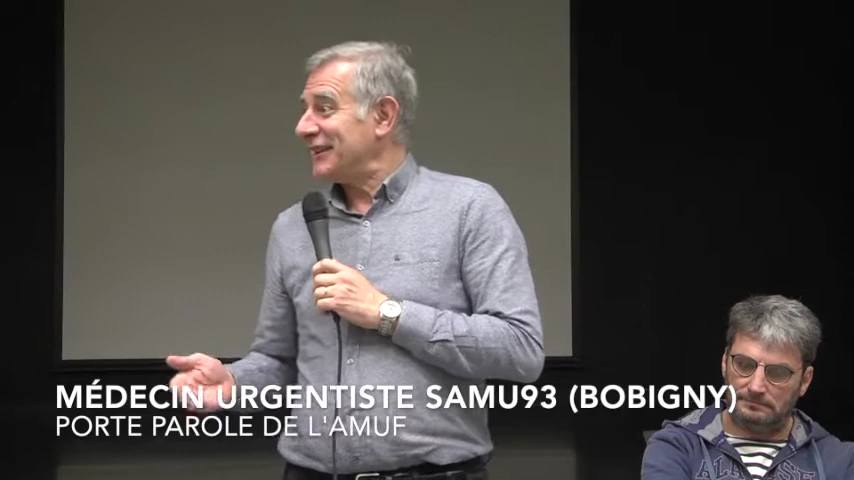 MÉDECIN URGENTISTE SAMU93 (BOBIGNY)
PORTE PAROLE DE L'AMUF